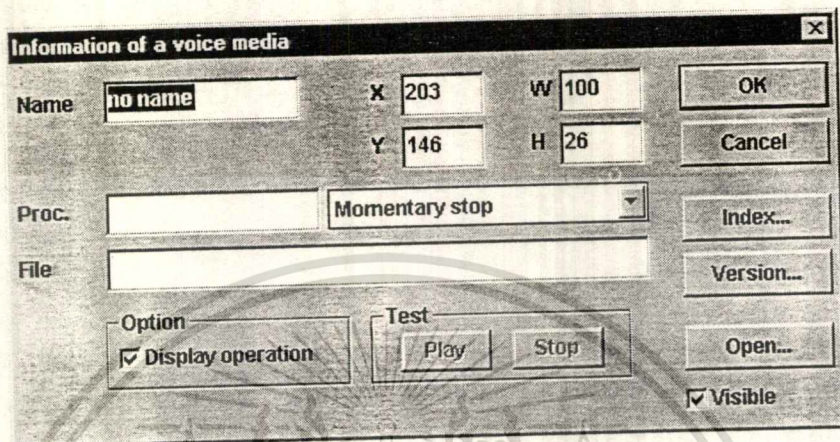 Information of a voice media
Name no name X 203 W 100 OK
Y 146 H 26 Cancel
Proc. Momentary stop Index...
File Version...
Option Test
Display operation Play Stop Open...
Visible